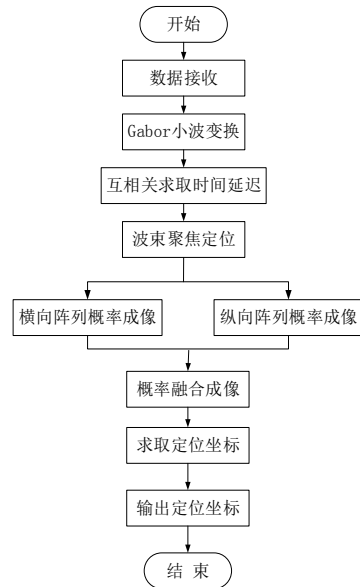 开始
数据接收
Gabor小波变换
互相关求取时间延迟
波束聚焦定位
横向阵列概率成像
纵向阵列概率成像
概率融合成像
求取定位坐标
输出定位坐标
结 束